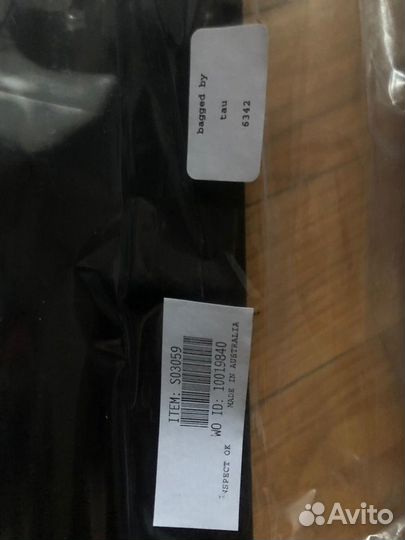 bagged by
tau
6342
ITEM: S03059
WO ID: 10019840
INSPECT OK MADE IN AUSTRALIA
Avito